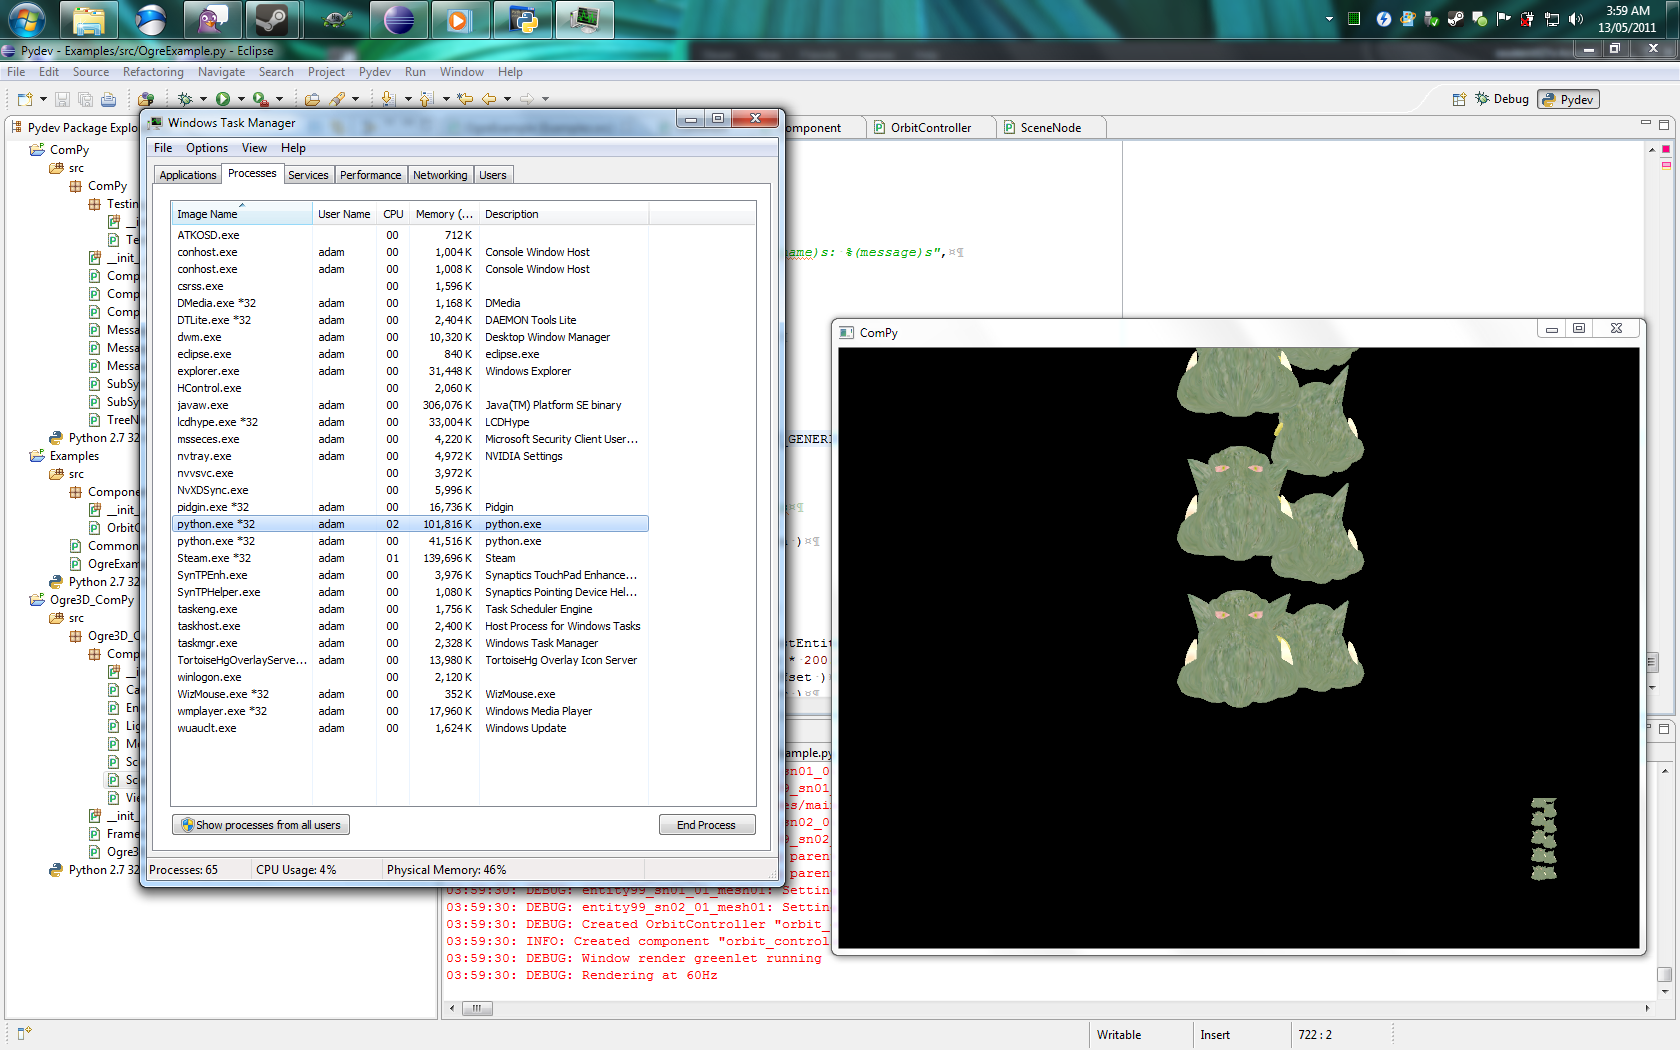 3:59 AM
13/05/2011
Pydev - Examples/src/OgreExample.py - Eclipse
File Edit Source Refactoring Navigate Search Project Pydev Run Window Help
Debug Pydev
Pydev Package Explo
ComPy
src
ComPy
Testin
__i
Te
__init_
Comp
Comp
Comp
Messa
Messa
Messa
SubSy
SubSy
TreeN
Python 2.7 32
Examples
src
Compone
__init_
OrbitC
Common
OgreExam
Python 2.7 32
Ogre3D_ComPy
src
Ogre3D_C
Comp
__i
Ca
En
Lig
Me
Sc
Sc
Vie
__init_
Frame
Ogre3
Python 2.7 32
Windows Task Manager
File Options View Help
Applications Processes Services Performance Networking Users
Image Name User Name CPU Memory (... Description
ATKOSD.exe 00 712 K
conhost.exe adam 00 1,004 K Console Window Host
conhost.exe adam 00 1,008 K Console Window Host
csrss.exe 00 1,596 K
DMedia.exe *32 adam 00 1,168 K DMedia
DTLite.exe *32 adam 00 2,404 K DAEMON Tools Lite
dwm.exe adam 00 10,320 K Desktop Window Manager
eclipse.exe adam 00 840 K eclipse.exe
explorer.exe adam 00 31,448 K Windows Explorer
HControl.exe 00 2,060 K
javaw.exe adam 00 306,076 K Java(TM) Platform SE binary
lcdhype.exe *32 adam 00 33,004 K LCDHype
msseces.exe adam 00 4,220 K Microsoft Security Client User...
nvtray.exe adam 00 4,972 K NVIDIA Settings
nvvsvc.exe 00 3,972 K
NvXDSync.exe 00 5,996 K
pidgin.exe *32 adam 00 16,736 K Pidgin
python.exe *32 adam 02 101,816 K python.exe
python.exe *32 adam 00 41,516 K python.exe
Steam.exe *32 adam 01 139,696 K Steam
SynTPEnh.exe adam 00 3,976 K Synaptics TouchPad Enhance...
SynTPHelper.exe adam 00 1,080 K Synaptics Pointing Device Hel...
taskeng.exe adam 00 1,756 K Task Scheduler Engine
taskhost.exe adam 00 2,400 K Host Process for Windows Tasks
taskmgr.exe adam 00 2,328 K Windows Task Manager
TortoiseHgOverlayServe... adam 00 13,980 K TortoiseHg Overlay Icon Server
winlogon.exe 00 2,120 K
WizMouse.exe *32 adam 00 352 K WizMouse.exe
wmplayer.exe *32 adam 00 17,960 K Windows Media Player
wuauclt.exe adam 00 1,624 K Windows Update
Show processes from all users End Process
Processes: 65 CPU Usage: 4% Physical Memory: 46%
omponent OrbitController SceneNode
ame)s: %(message)s",¤¶
_GENERI
¤¶
)¤¶
stEntit
* 200
fset )
)¤¶
ComPy
ample.py
sn01_0
9_sn01
es/mai
sn02_0
9_sn02
paren
paren
03:59:30: DEBUG: entity99_sn01_01_mesh01: Settin
03:59:30: DEBUG: entity99_sn02_01_mesh01: Settin
03:59:30: DEBUG: Created OrbitController "orbit_
03:59:30: INFO: Created component "orbit_control
03:59:30: DEBUG: Window render greenlet running
03:59:30: DEBUG: Rendering at 60Hz
Writable Insert 722 : 2